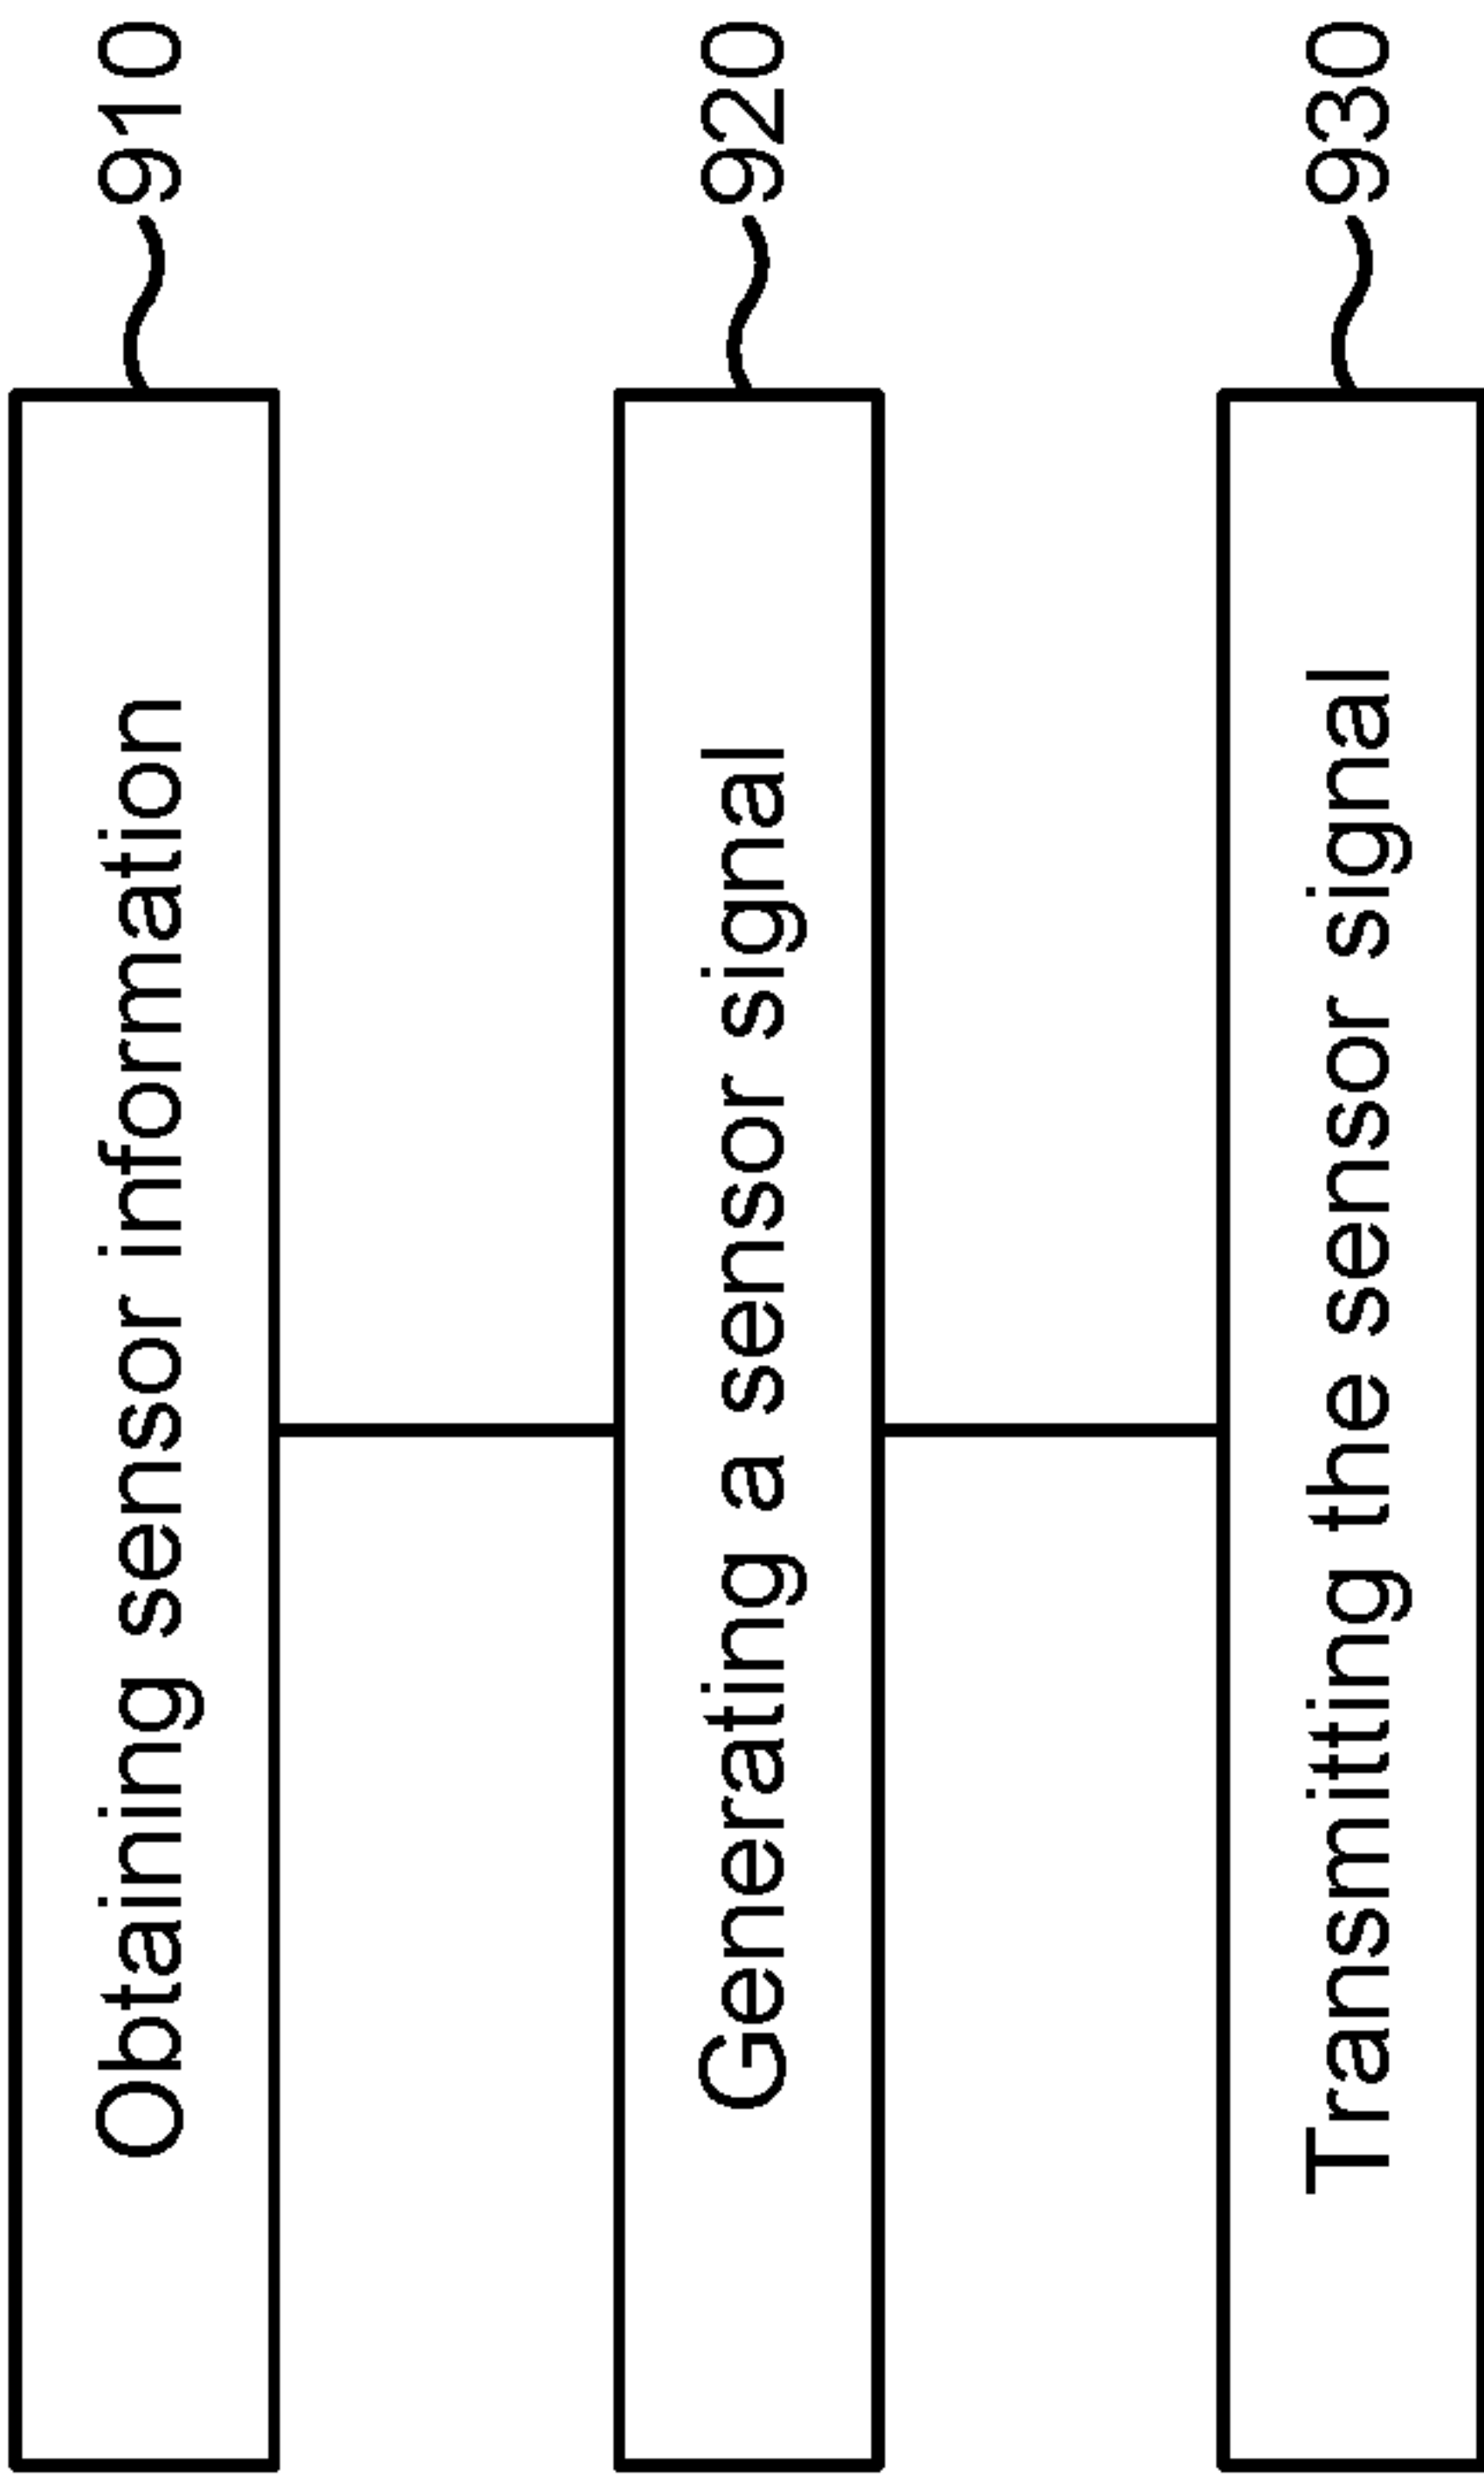 Obtaining sensor information 910
Generating a sensor signal 920
Transmitting the sensor signal 930